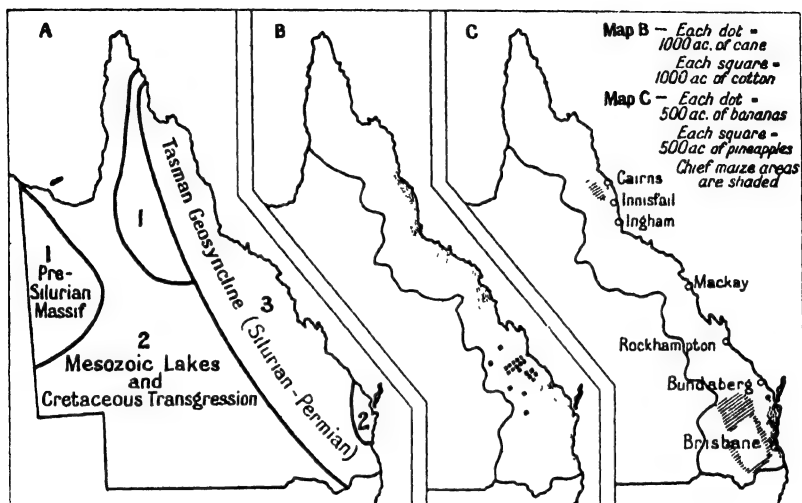 A
1
Pre-
Silurian
Massif
1
2
Mesozoic Lakes
and
Cretaceous Transgression
Tasman Geosyncline
3
(Silurian-Permian)
2
B
C
Map B – Each dot =
1000 ac. of cane
Each square =
1000 ac of cotton
Map C – Each dot =
500 ac. of bananas
Each square =
500 ac of pineapples
Chief maize areas
are shaded
Cairns
Innisfail
Ingham
Mackay
Rockhampton
Bundaberg
Brisbane